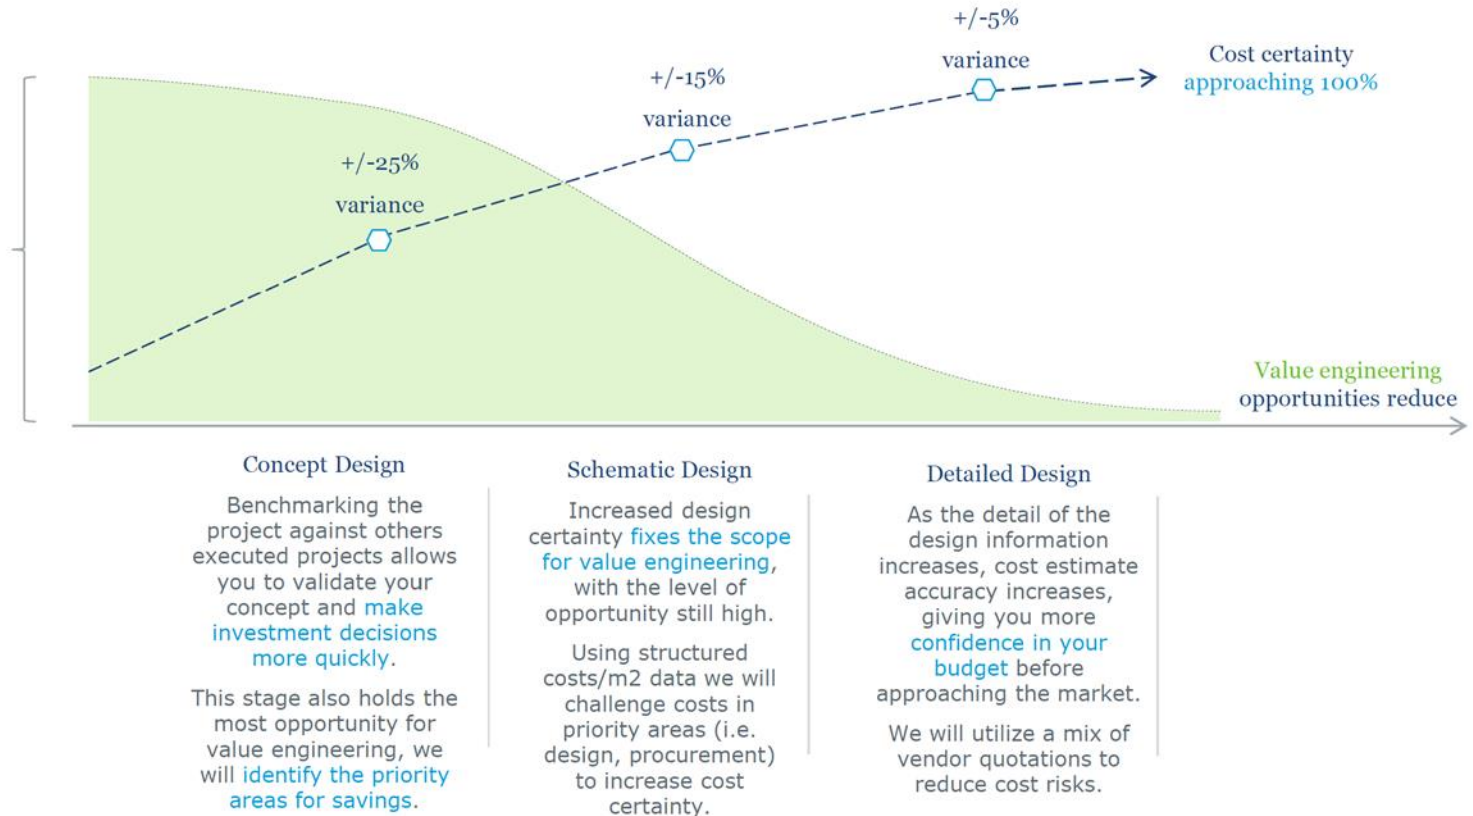 +/-5%
variance
+/-15%
variance
+/-25%
variance
Cost certainty
approaching 100%
Value engineering
opportunities reduce
Concept Design
Benchmarking the
project against others
executed projects allows
you to validate your
concept and make
investment decisions
more quickly.
This stage also holds the
most opportunity for
value engineering, we
will identify the priority
areas for savings.
Schematic Design
Increased design
certainty fixes the scope
for value engineering,
with the level of
opportunity still high.
Using structured
costs/m2 data we will
challenge costs in
priority areas (i.e.
design, procurement)
to increase cost
certainty.
Detailed Design
As the detail of the
design information
increases, cost estimate
accuracy increases,
giving you more
confidence in your
budget before
approaching the market.
We will utilize a mix of
vendor quotations to
reduce cost risks.